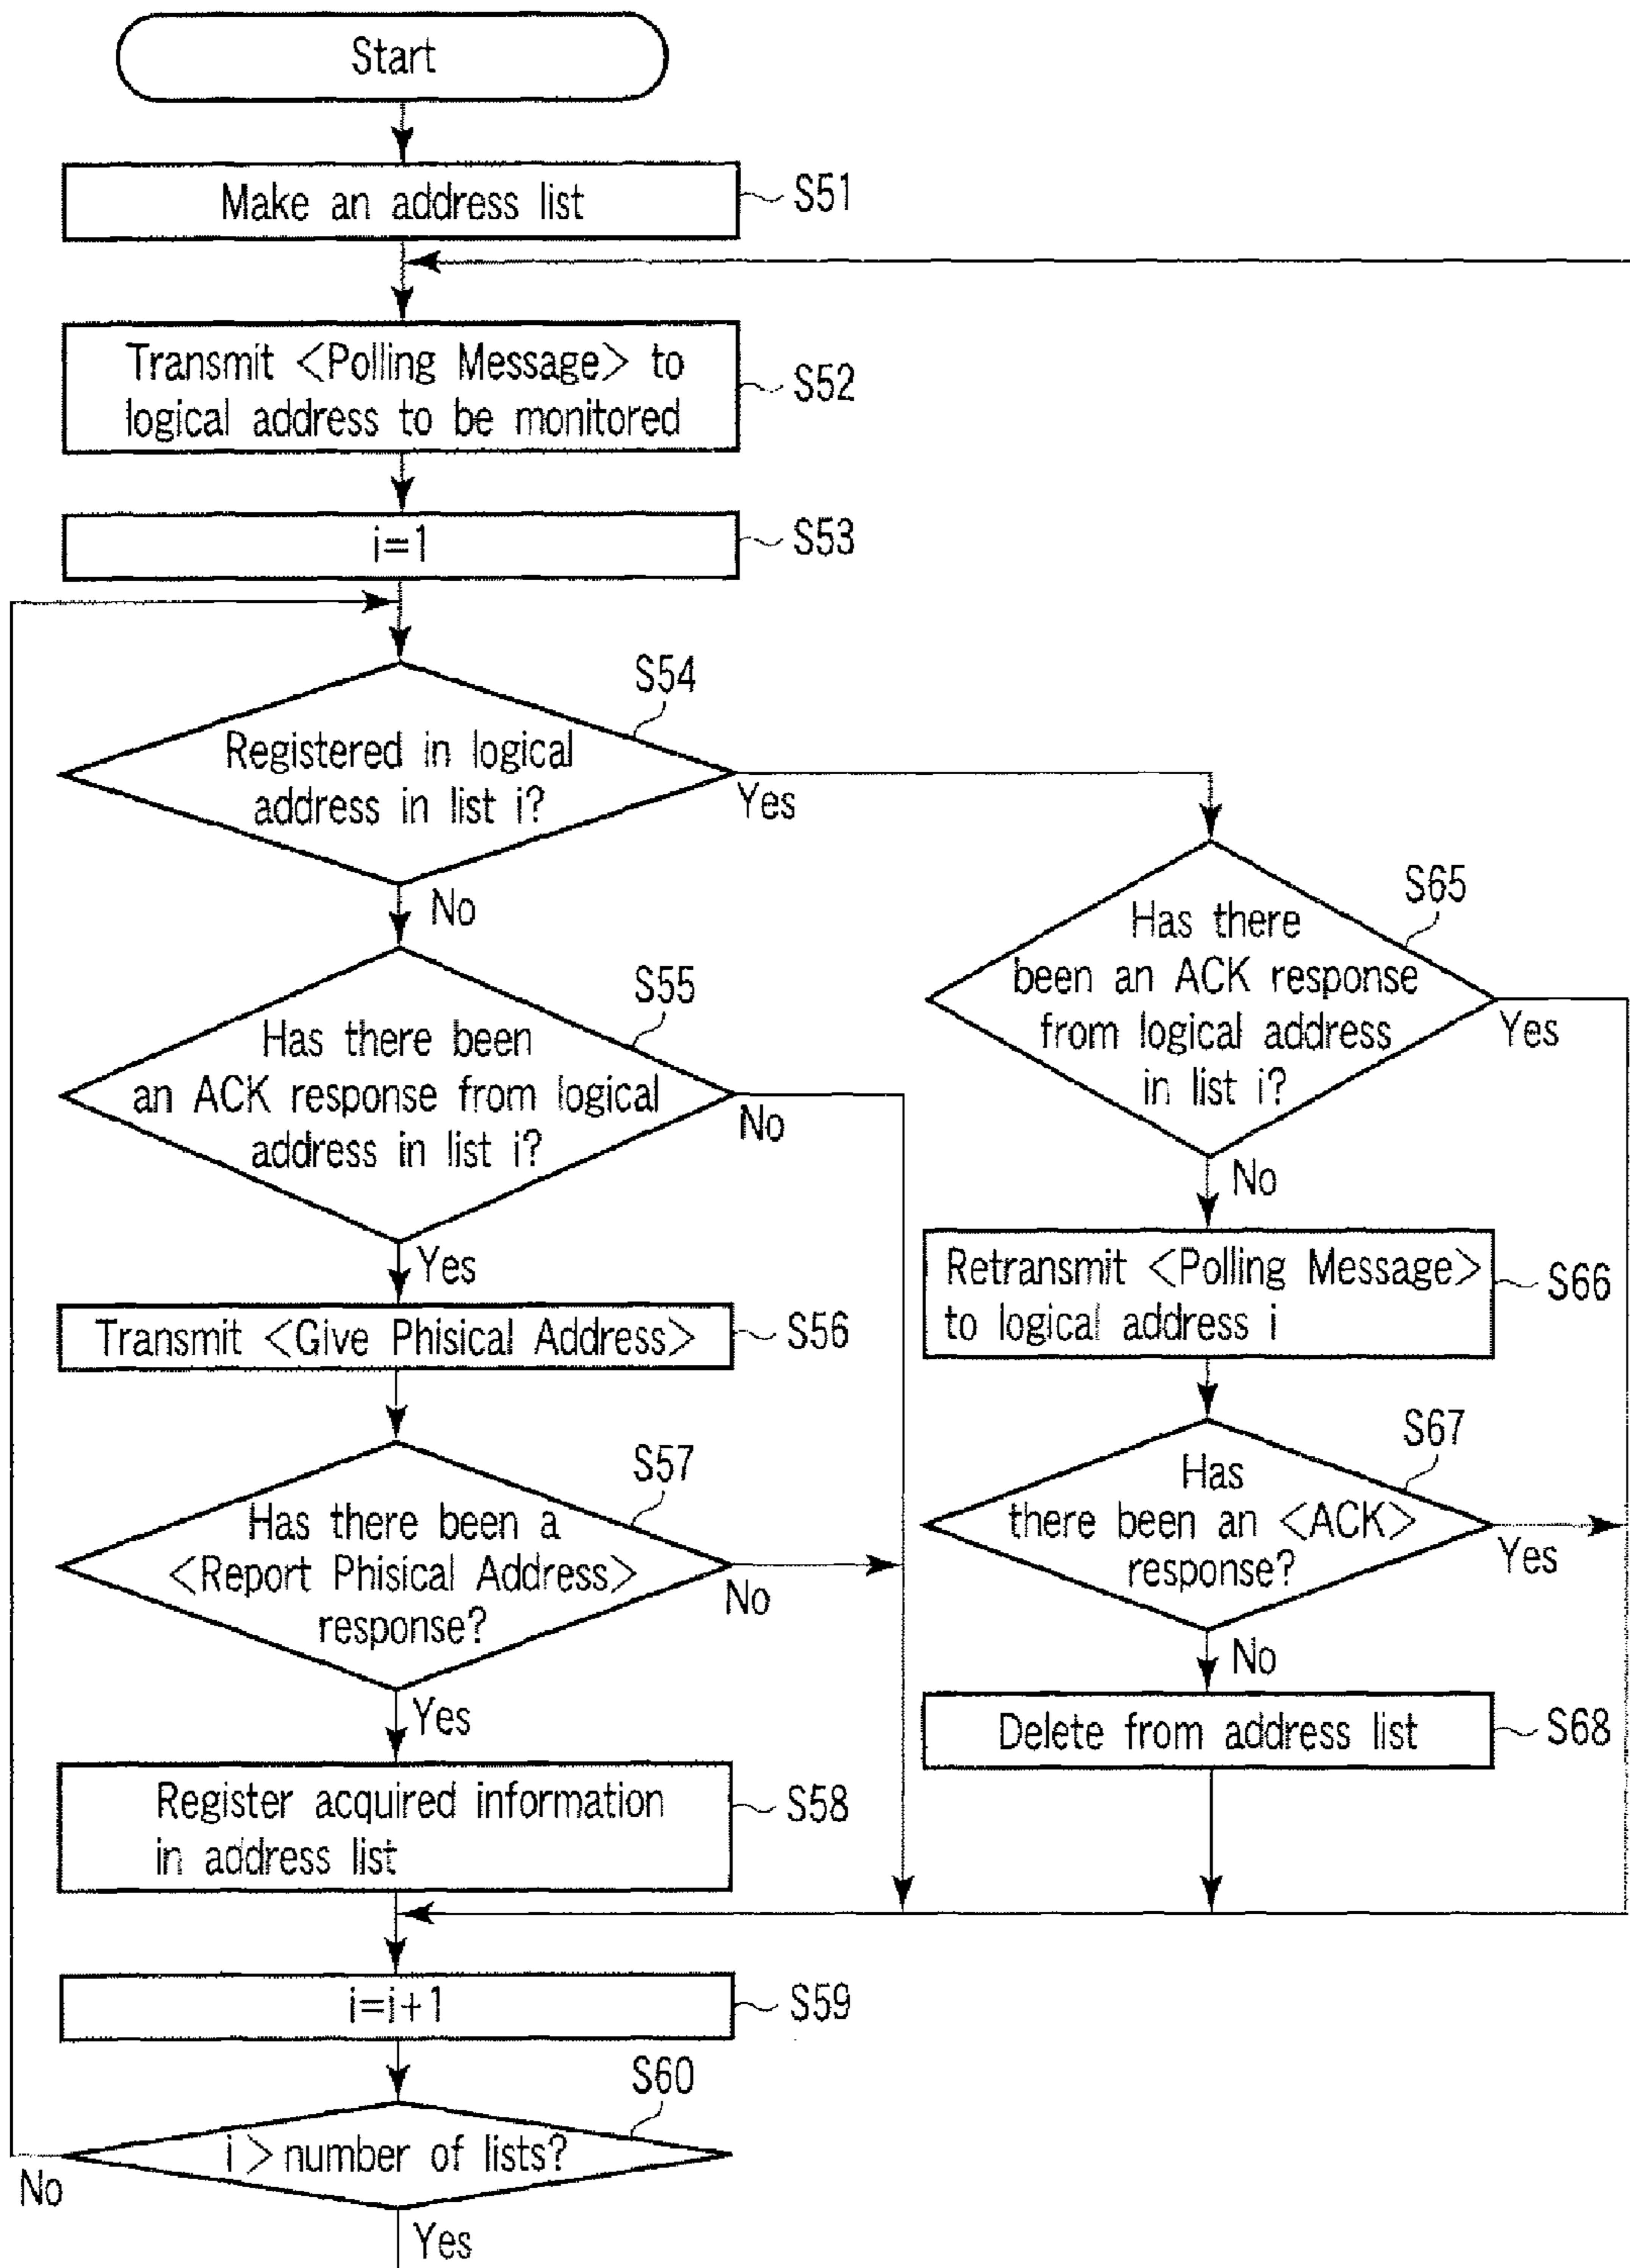 Start
Make an address list
S51
Transmit <Polling Message> to
logical address to be monitored
S52
i=1
S53
S54
Registered in logical
address in list i?
Yes
No
S55
Has there been
an ACK response from logical
address in list i?
No
Yes
S65
Has there
been an ACK response
from logical address
in list i?
Yes
No
Transmit <Give Phisical Address>
S56
Retransmit <Polling Message>
to logical address i
S66
S57
Has there been a
<Report Phisical Address>
response?
No
Yes
S67
Has
there been an <ACK>
response?
Yes
No
Register acquired information
in address list
S58
Delete from address list
S68
i=i+1
S59
S60
i > number of lists?
No
Yes